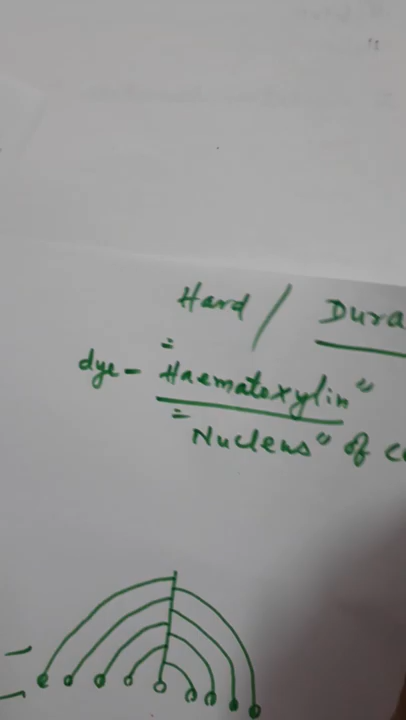 Hard / Dura
dye - "Haematoxylin"
"Nucleus" of c